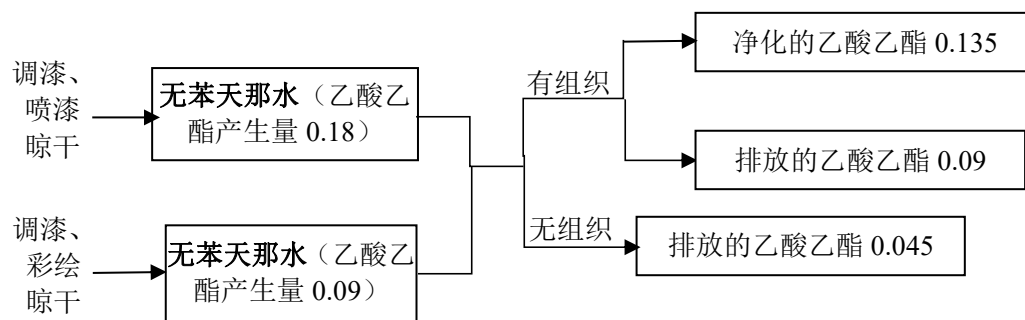 调漆、
喷漆
晾干
无苯天那水（乙酸乙
酯产生量 0.18）
调漆、
彩绘
晾干
无苯天那水（乙酸乙
酯产生量 0.09）
有组织
无组织
净化的乙酸乙酯 0.135
排放的乙酸乙酯 0.09
排放的乙酸乙酯 0.045